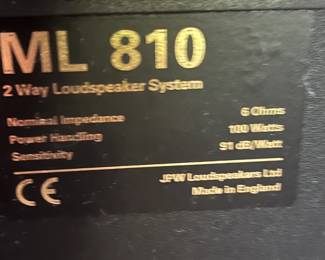 ML 810
2 Way Loudspeaker System
Nominal Impedance 6 Ohms
Power Handling 100 Watts
Sensitivity 91 dB/Watt
CE JPW Loudspeakers Ltd
Made in England